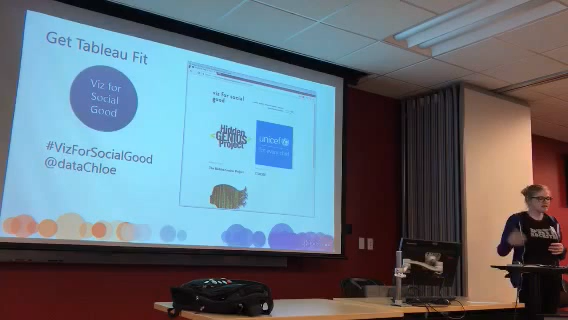 Get Tableau Fit
Viz for
Social
Good
#VizForSocialGood
@dataChloe
viz for social
good
Hidden
GENIUS
Project
unicef